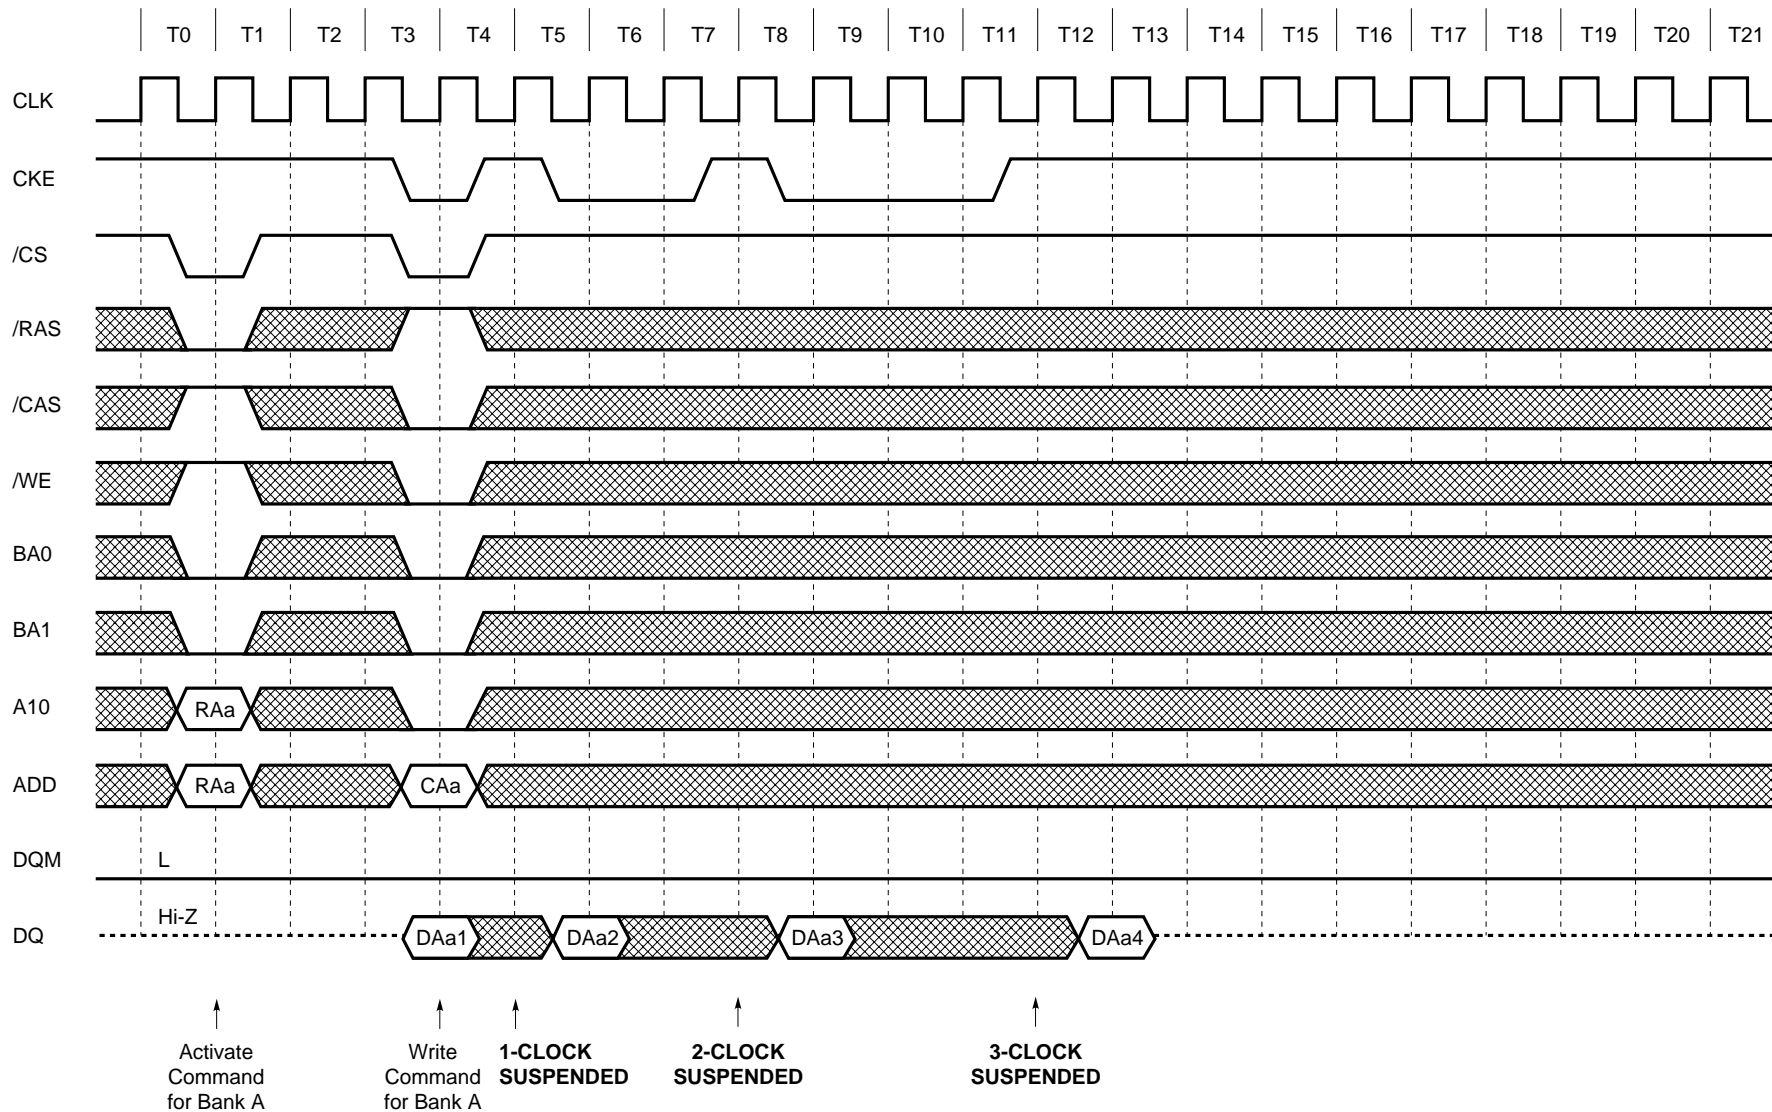 T0 T1 T2 T3 T4 T5 T6 T7 T8 T9 T10 T11 T12 T13 T14 T15 T16 T17 T18 T19 T20 T21
CLK
CKE
/CS
/RAS
/CAS
/WE
BA0
BA1
A10 RAa
ADD RAa CAa
DQM L
Hi-Z
DQ DAa1 DAa2 DAa3 DAa4
Activate
Command
for Bank A
Write
Command
for Bank A
1-CLOCK
SUSPENDED
2-CLOCK
SUSPENDED
3-CLOCK
SUSPENDED